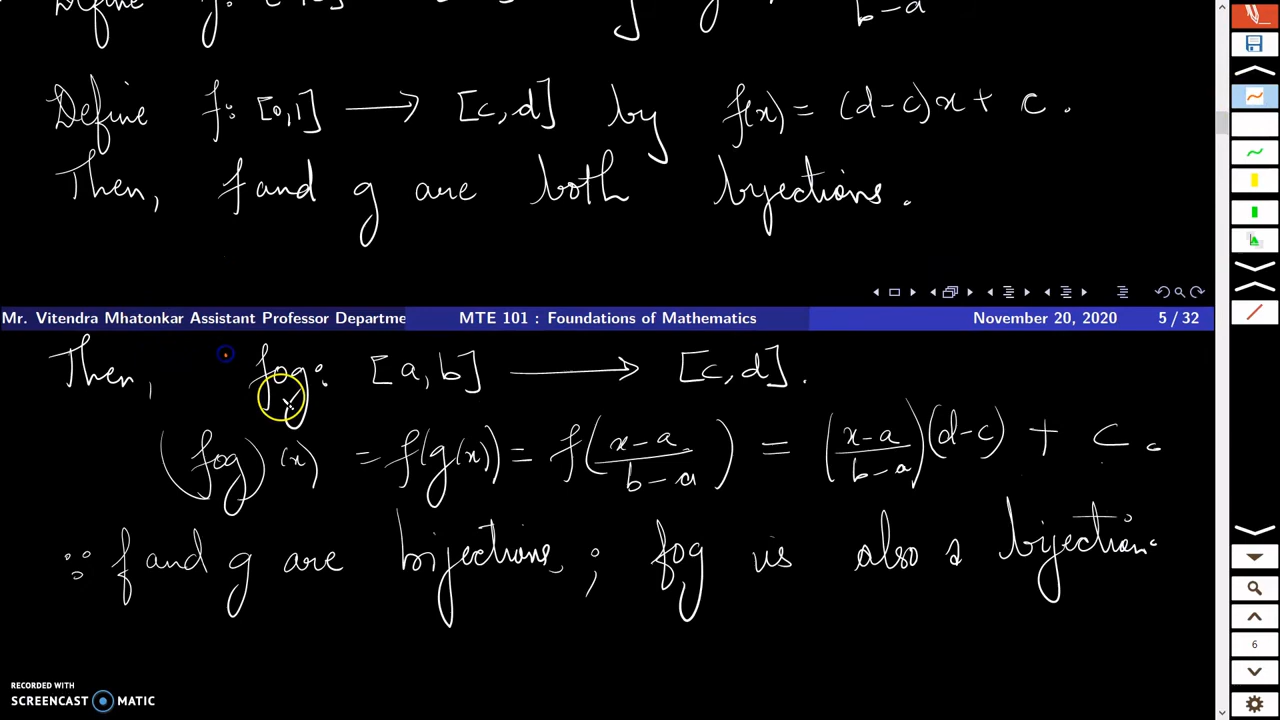 Define g:
b-a
Define f: [0,1] ⟶ [c,d] by f(x) = (d-c)x + c.
Then, f and g are both bijections.
Mr. Vitendra Mhatonkar Assistant Professor Departme MTE 101 : Foundations of Mathematics November 20, 2020 5 / 32
Then, fog: [a,b] ⟶ [c,d].
(fog)(x) = f(g(x)) = f((x-a)/(b-a)) = ((x-a)/(b-a))(d-c) + c.
∵ f and g are bijections, ; fog is also a bijection.
6
RECORDED WITH
SCREENCAST MATIC